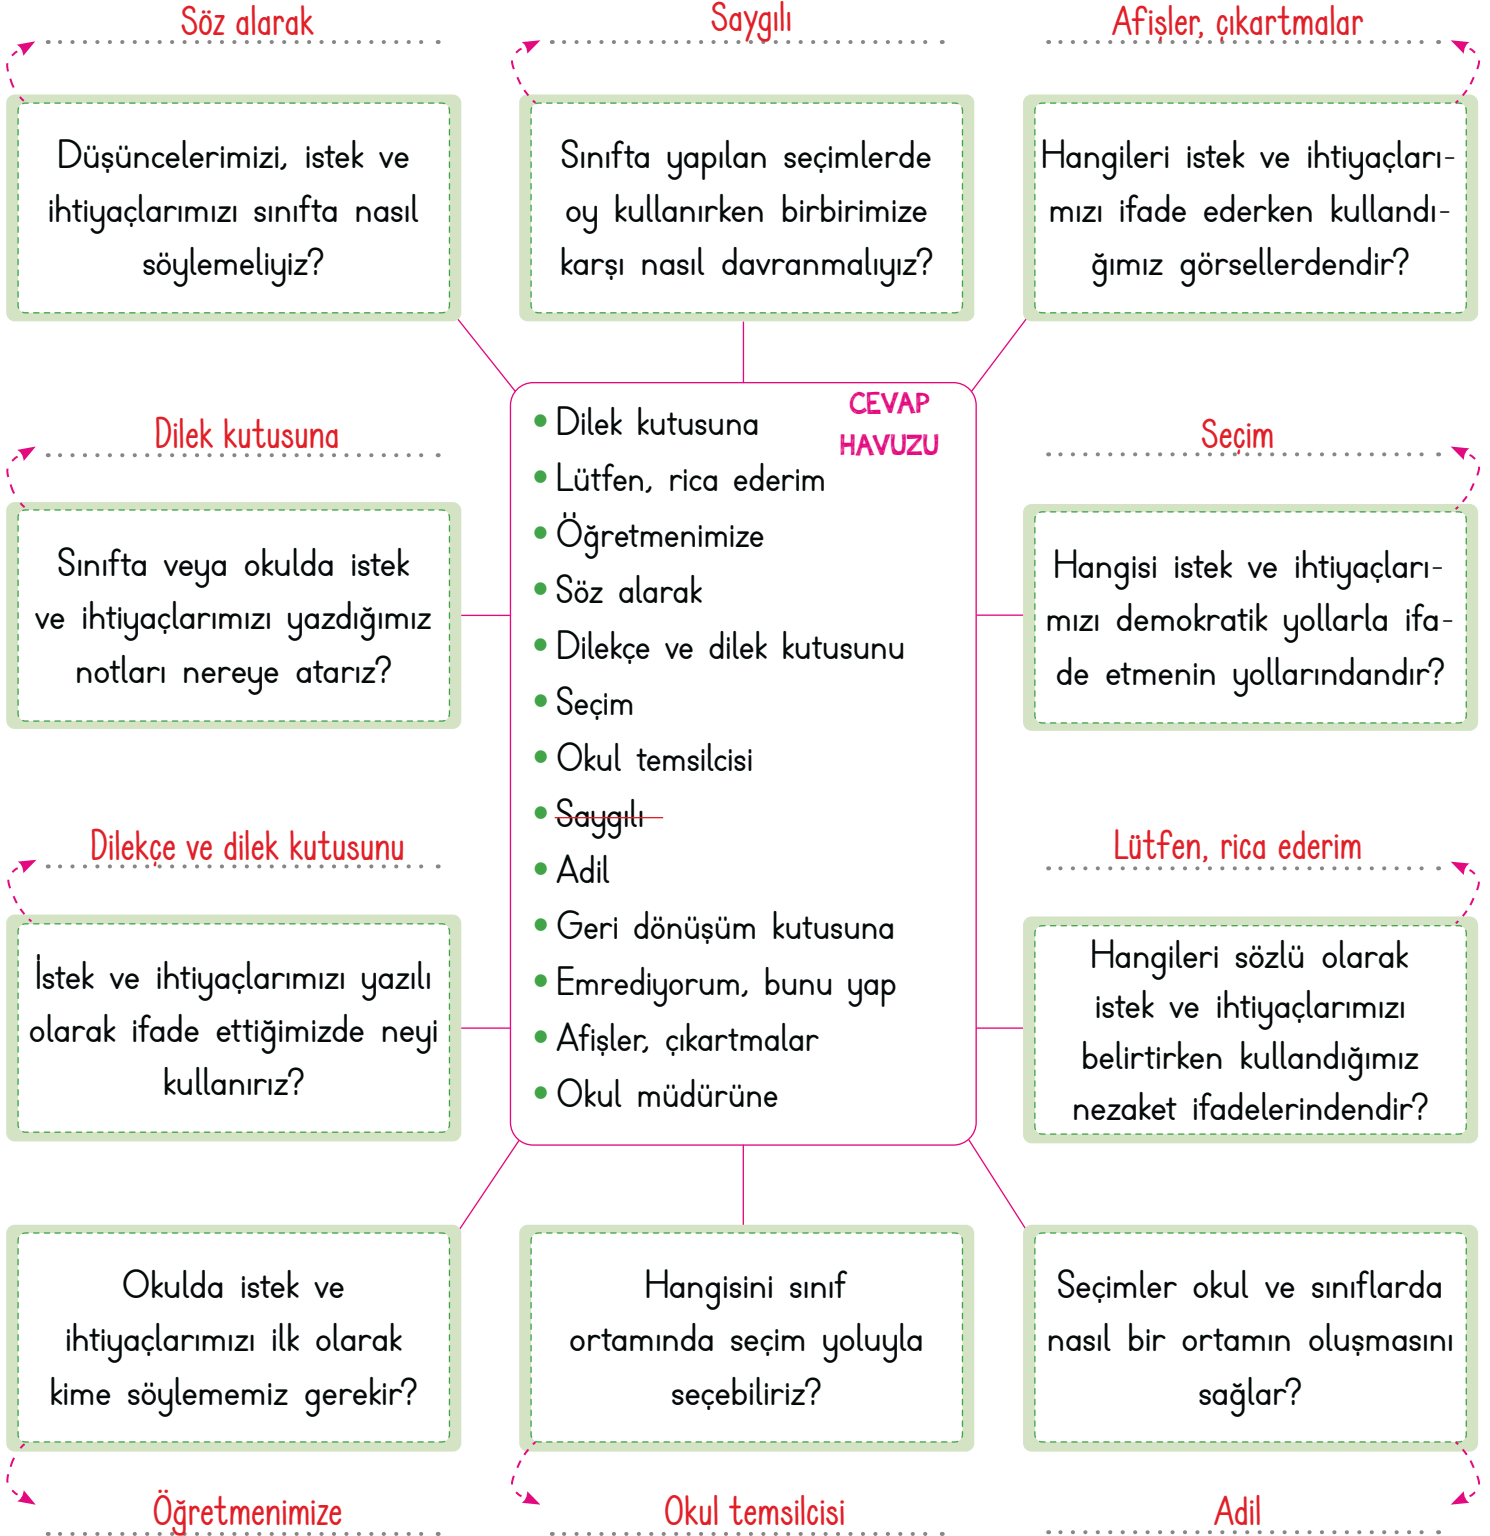 Söz alarak
Düşüncelerimizi, istek ve
ihtiyaçlarımızı sınıfta nasıl
söylemeliyiz?
Saygılı
Sınıfta yapılan seçimlerde
oy kullanırken birbirimize
karşı nasıl davranmalıyız?
Afişler, çıkartmalar
Hangileri istek ve ihtiyaçları-
mızı ifade ederken kullandı-
ğımız görsellerdendir?
Dilek kutusuna
Sınıfta veya okulda istek
ve ihtiyaçlarımızı yazdığımız
notları nereye atarız?
CEVAP
HAVUZU
Dilek kutusuna
Lütfen, rica ederim
Öğretmenimize
Söz alarak
Dilekçe ve dilek kutusunu
Seçim
Okul temsilcisi
Saygılı
Adil
Geri dönüşüm kutusuna
Emrediyorum, bunu yap
Afişler, çıkartmalar
Okul müdürüne
Seçim
Hangisi istek ve ihtiyaçları-
mızı demokratik yollarla ifa-
de etmenin yollarındandır?
Dilekçe ve dilek kutusunu
İstek ve ihtiyaçlarımızı yazılı
olarak ifade ettiğimizde neyi
kullanırız?
Lütfen, rica ederim
Hangileri sözlü olarak
istek ve ihtiyaçlarımızı
belirtirken kullandığımız
nezaket ifadelerindendir?
Okulda istek ve
ihtiyaçlarımızı ilk olarak
kime söylememiz gerekir?
Öğretmenimize
Hangisini sınıf
ortamında seçim yoluyla
seçebiliriz?
Okul temsilcisi
Seçimler okul ve sınıflarda
nasıl bir ortamın oluşmasını
sağlar?
Adil